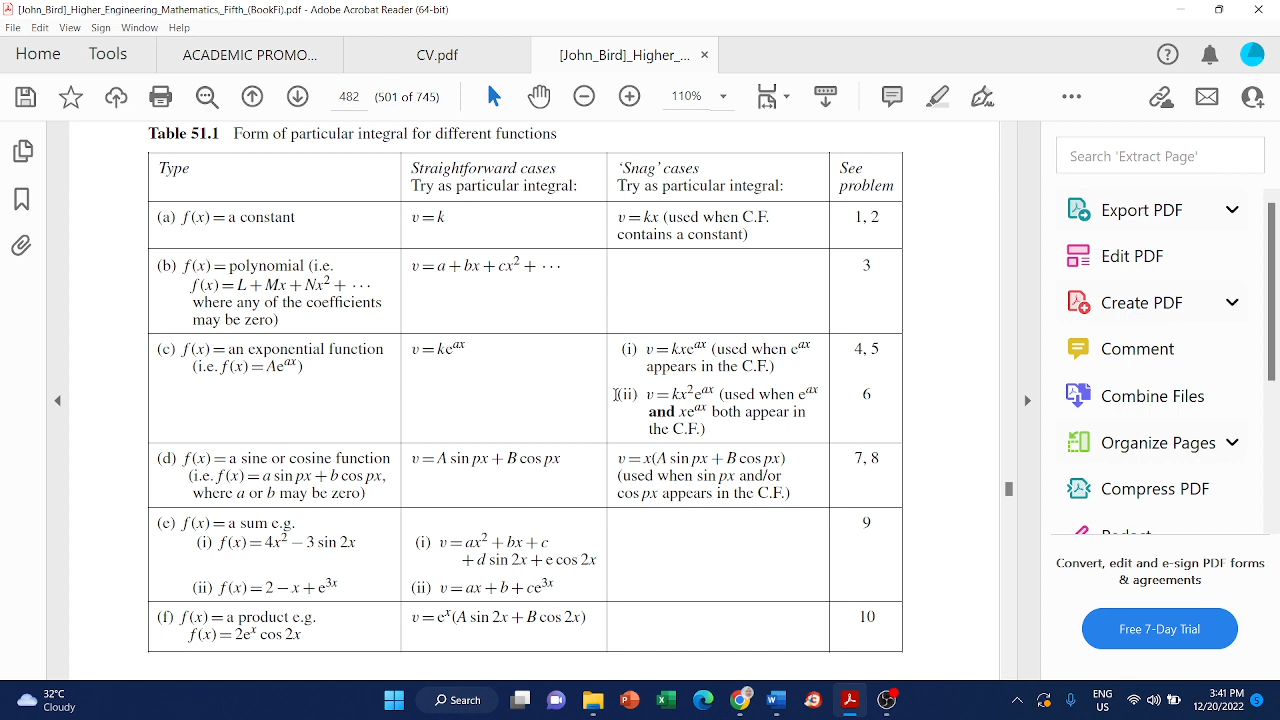 [John_Bird]_Higher_Engineering_Mathematics,_Fifth_(BookFi).pdf - Adobe Acrobat Reader (64-bit)
File Edit View Sign Window Help
Home Tools ACADEMIC PROMO... CV.pdf [John_Bird]_Higher_... ×
482 (501 of 745) 110%
Table 51.1 Form of particular integral for different functions
Type
Straightforward cases
Try as particular integral:
‘Snag’ cases
Try as particular integral:
See
problem
(a) f(x) = a constant
v = k
v = kx (used when C.F.
contains a constant)
1, 2
(b) f(x) = polynomial (i.e.
f(x) = L + Mx + Nx² + ···
where any of the coefficients
may be zero)
v = a + bx + cx² + ···
3
(c) f(x) = an exponential function
(i.e. f(x) = Ae^{ax})
v = ke^{ax}
(i) v = kxe^{ax} (used when e^{ax}
appears in the C.F.)
4, 5
(ii) v = kx²e^{ax} (used when e^{ax}
and xe^{ax} both appear in
the C.F.)
6
(d) f(x) = a sine or cosine function
(i.e. f(x) = a sin px + b cos px,
where a or b may be zero)
v = A sin px + B cos px
v = x(A sin px + B cos px)
(used when sin px and/or
cos px appears in the C.F.)
7, 8
(e) f(x) = a sum e.g.
(i) f(x) = 4x² − 3 sin 2x
(ii) f(x) = 2 − x + e^{3x}
(i) v = ax² + bx + c
+ d sin 2x + e cos 2x
(ii) v = ax + b + ce^{3x}
9
(f) f(x) = a product e.g.
f(x) = 2e^{x} cos 2x
v = e^{x}(A sin 2x + B cos 2x)
10
Search 'Extract Page'
Export PDF
Edit PDF
Create PDF
Comment
Combine Files
Organize Pages
Compress PDF
Redact
Convert, edit and e-sign PDF forms
& agreements
Free 7-Day Trial
32°C
Cloudy
Search
ENG
US
3:41 PM
12/20/2022
5